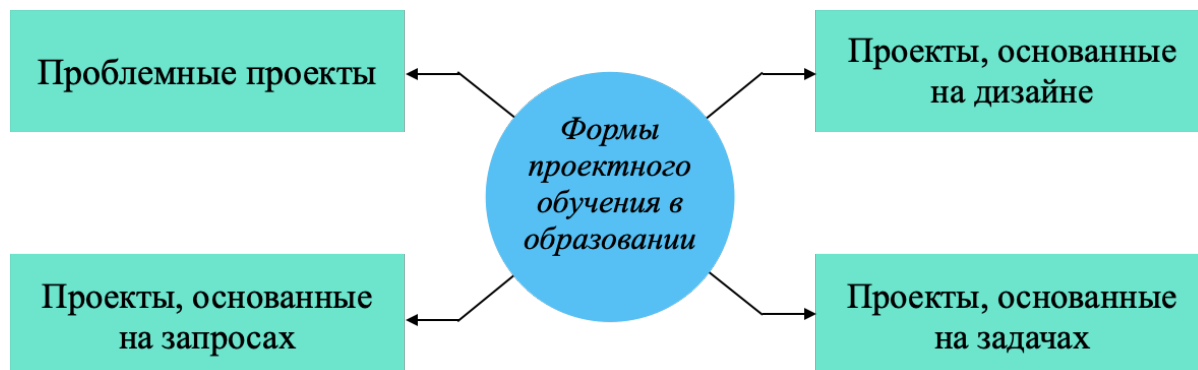 Проблемные проекты
Проекты, основанные
на дизайне
Формы
проектного
обучения в
образовании
Проекты, основанные
на запросах
Проекты, основанные
на задачах